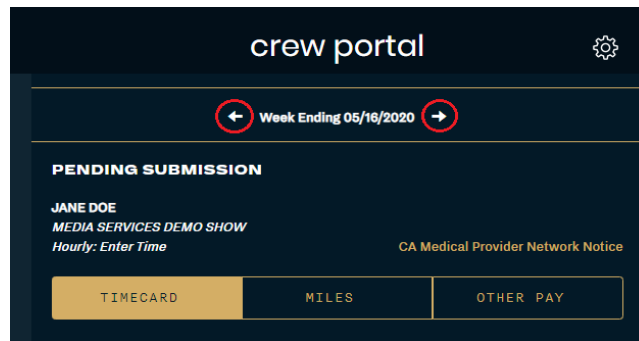 crew portal
Week Ending 05/16/2020
PENDING SUBMISSION
JANE DOE
MEDIA SERVICES DEMO SHOW
Hourly: Enter Time
CA Medical Provider Network Notice
TIMECARD
MILES
OTHER PAY